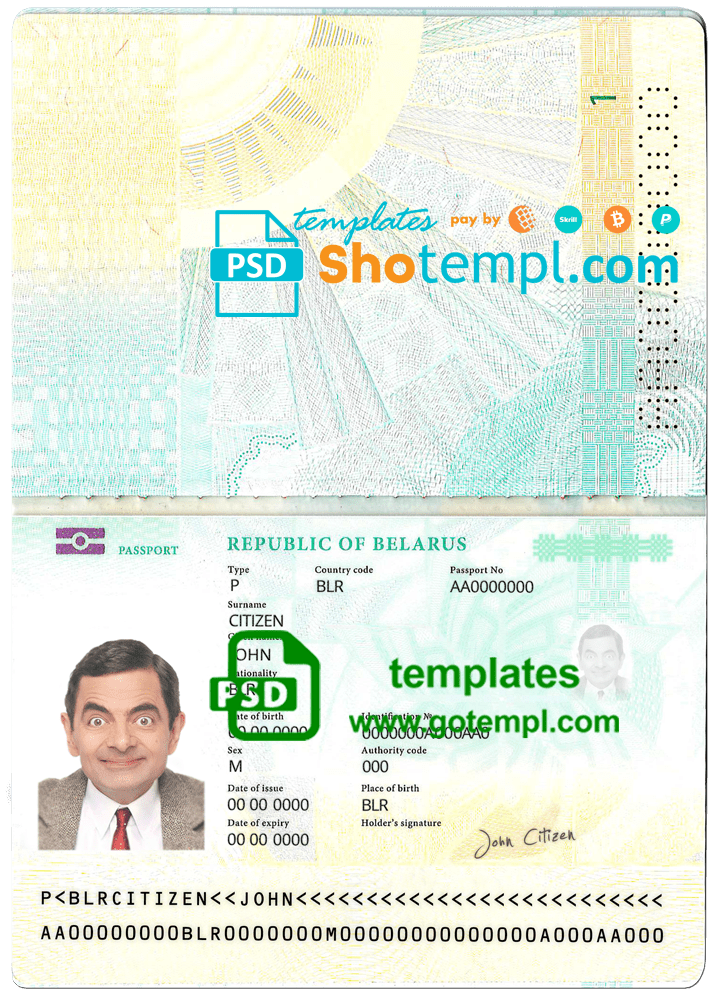 1
templates pay by Skrill
PSD Shotempl.com
PASSPORT REPUBLIC OF BELARUS
Type Country code Passport No
P BLR AA0000000
Surname
CITIZEN
JOHN
templates
Nationality
BLR
PSD
www.gotempl.com
Date of birth Identification №
00 00 0000 0000000A000AA0
Sex Authority code
M 000
Date of issue Place of birth
00 00 0000 BLR
Date of expiry Holder's signature
00 00 0000
John Citizen
P<BLRCITIZEN<<JOHN<<<<<<<<<<<<<<<<<<<<<<<<<<
AA00000000BLR0000000M00000000000000A000AA000